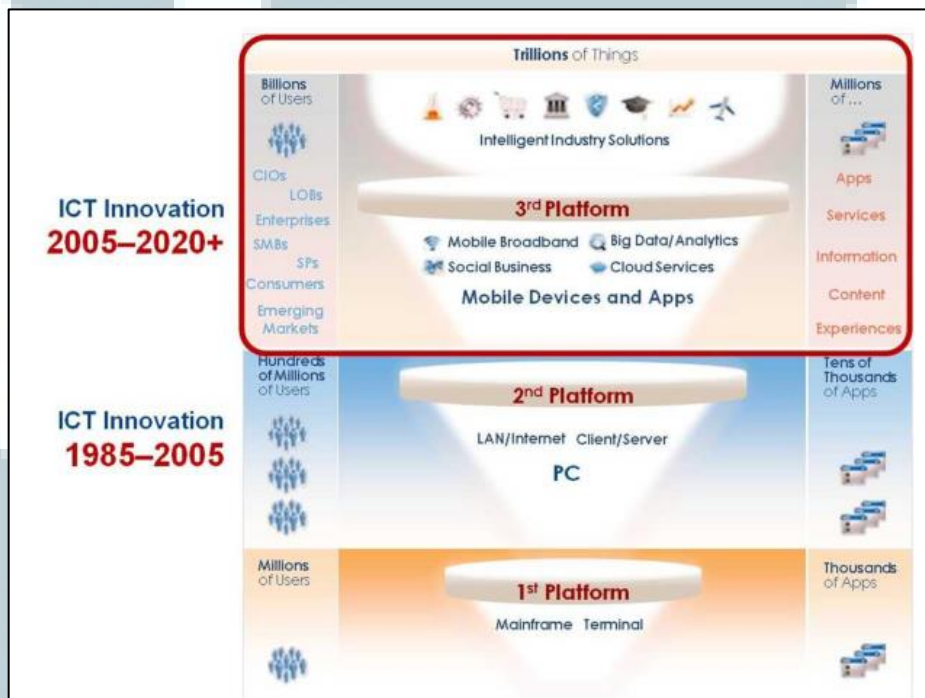 Trillions of Things
Billions
of Users
Millions
of ...
Intelligent Industry Solutions
CIOs
LOBs
Enterprises
SMBs
SPs
Consumers
Emerging
Markets
Apps
Services
Information
Content
Experiences
ICT Innovation
2005–2020+
3rd Platform
Mobile Broadband
Big Data/Analytics
Social Business
Cloud Services
Mobile Devices and Apps
Hundreds
of Millions
of Users
Tens of
Thousands
of Apps
ICT Innovation
1985–2005
2nd Platform
LAN/Internet Client/Server
PC
Millions
of Users
Thousands
of Apps
1st Platform
Mainframe Terminal